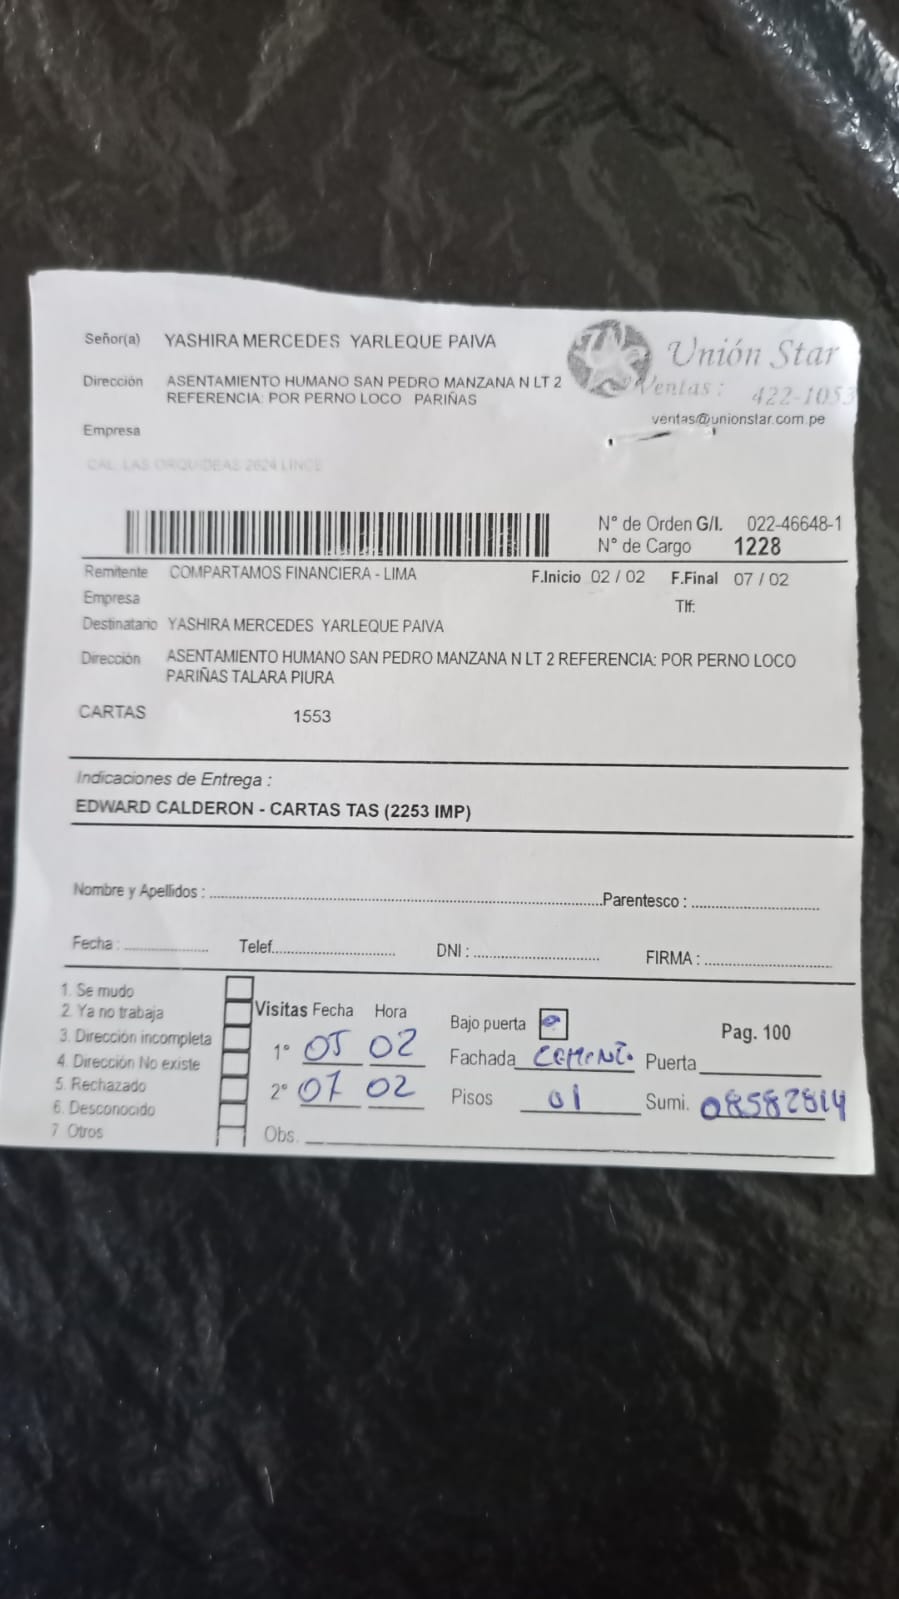 Señor(a) YASHIRA MERCEDES YARLEQUE PAIVA
Unión Star
Ventas : 422-1053
ventas@unionstar.com.pe
Dirección ASENTAMIENTO HUMANO SAN PEDRO MANZANA N LT 2
REFERENCIA: POR PERNO LOCO PARIÑAS
Empresa
CAL. LAS ORQUIDEAS 2624 LINCE
N° de Orden G/I. 022-46648-1
N° de Cargo 1228
Remitente COMPARTAMOS FINANCIERA - LIMA F.Inicio 02 / 02 F.Final 07 / 02
Empresa Tlf:
Destinatario YASHIRA MERCEDES YARLEQUE PAIVA
Dirección ASENTAMIENTO HUMANO SAN PEDRO MANZANA N LT 2 REFERENCIA: POR PERNO LOCO
PARIÑAS TALARA PIURA
CARTAS 1553
Indicaciones de Entrega :
EDWARD CALDERON - CARTAS TAS (2253 IMP)
Nombre y Apellidos : Parentesco :
Fecha : Telef. DNI : FIRMA :
1. Se mudo
2. Ya no trabaja
3. Dirección incompleta
4. Dirección No existe
5. Rechazado
6. Desconocido
7 Otros
Visitas Fecha Hora
1° 05 02
2° 07 02
Obs.
Bajo puerta Pag. 100
Fachada CEMENTO Puerta
Pisos 01 Sumi. 08582814